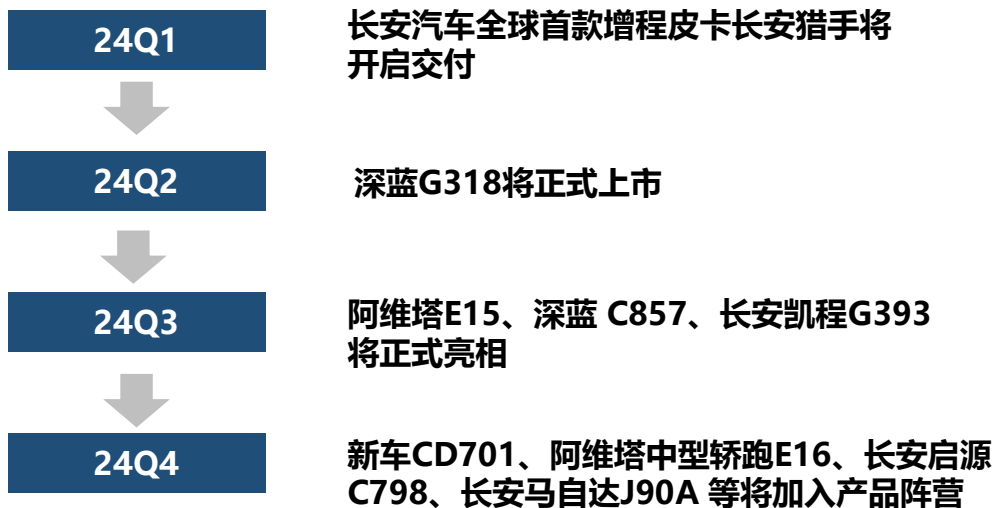 24Q1
长安汽车全球首款增程皮卡长安猎手将
开启交付
24Q2
深蓝G318将正式上市
24Q3
阿维塔E15、深蓝 C857、长安凯程G393
将正式亮相
24Q4
新车CD701、阿维塔中型轿跑E16、长安启源
C798、长安马自达J90A 等将加入产品阵营